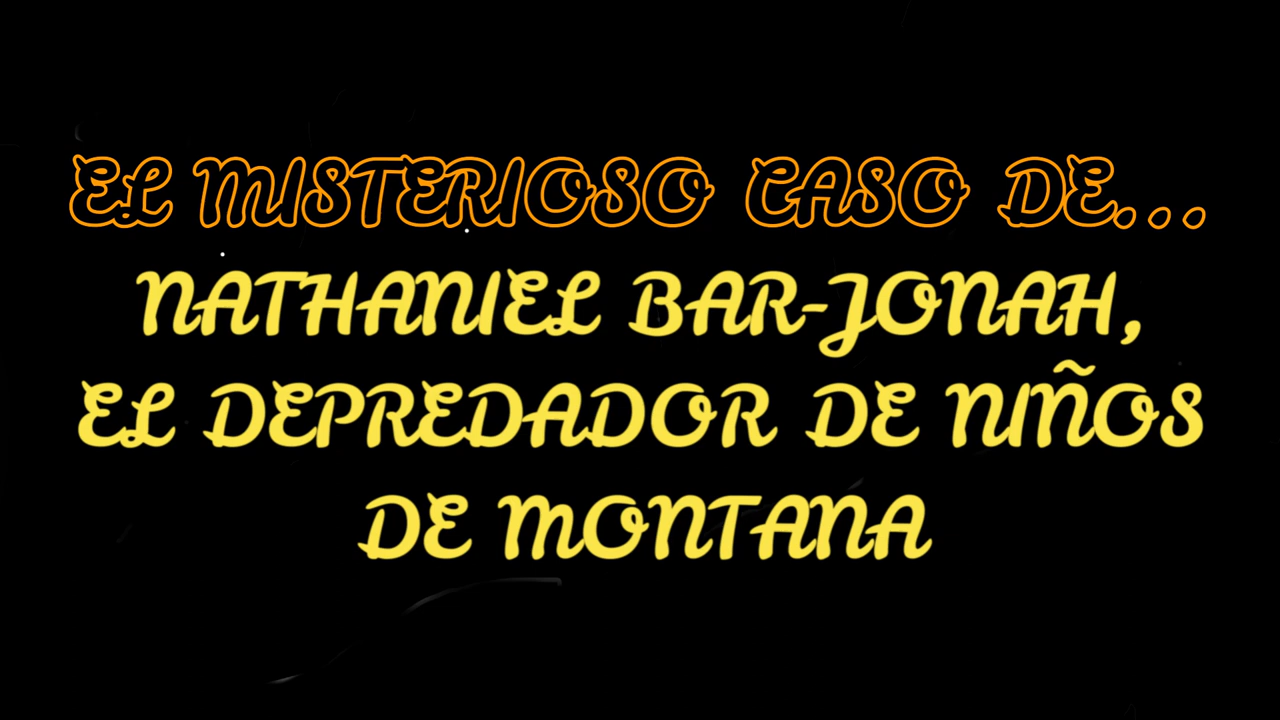 EL MISTERIOSO CASO DE...
NATHANIEL BAR-JONAH,
EL DEPREDADOR DE NIÑOS
DE MONTANA